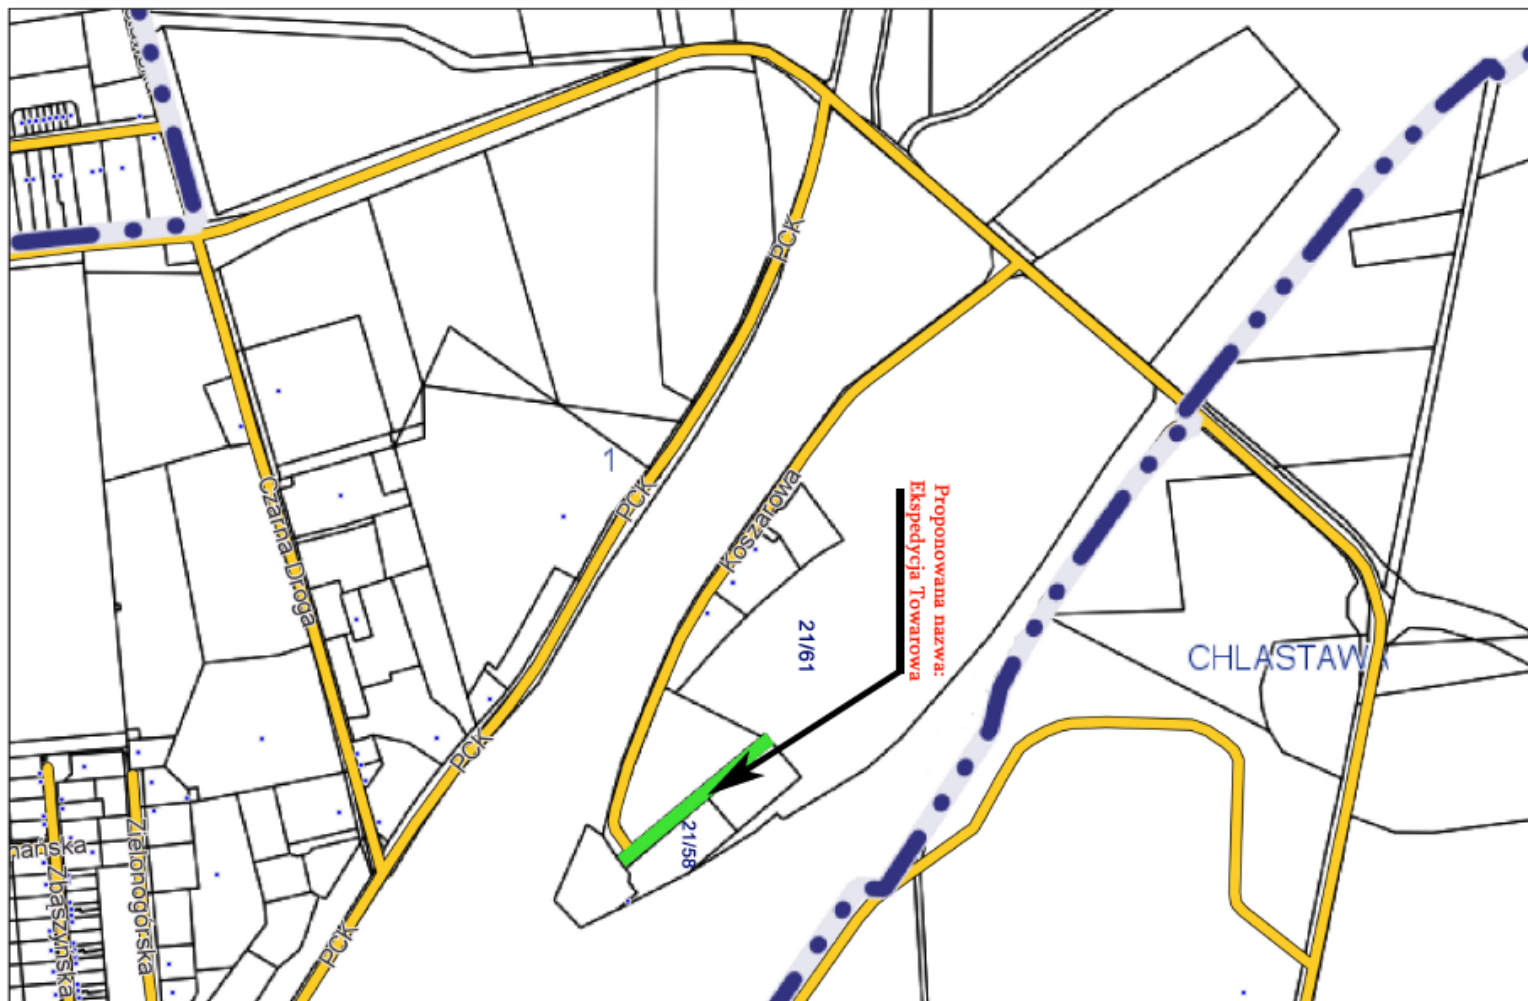 PCK
1
PCK
Koszarowa
Czarna Droga
Proponowana nazwa:
Ekspedycja Towarowa
21/61
CHLASTAWA
PCK
21/58
Zielonogórska
Zbąszyńska
PCK